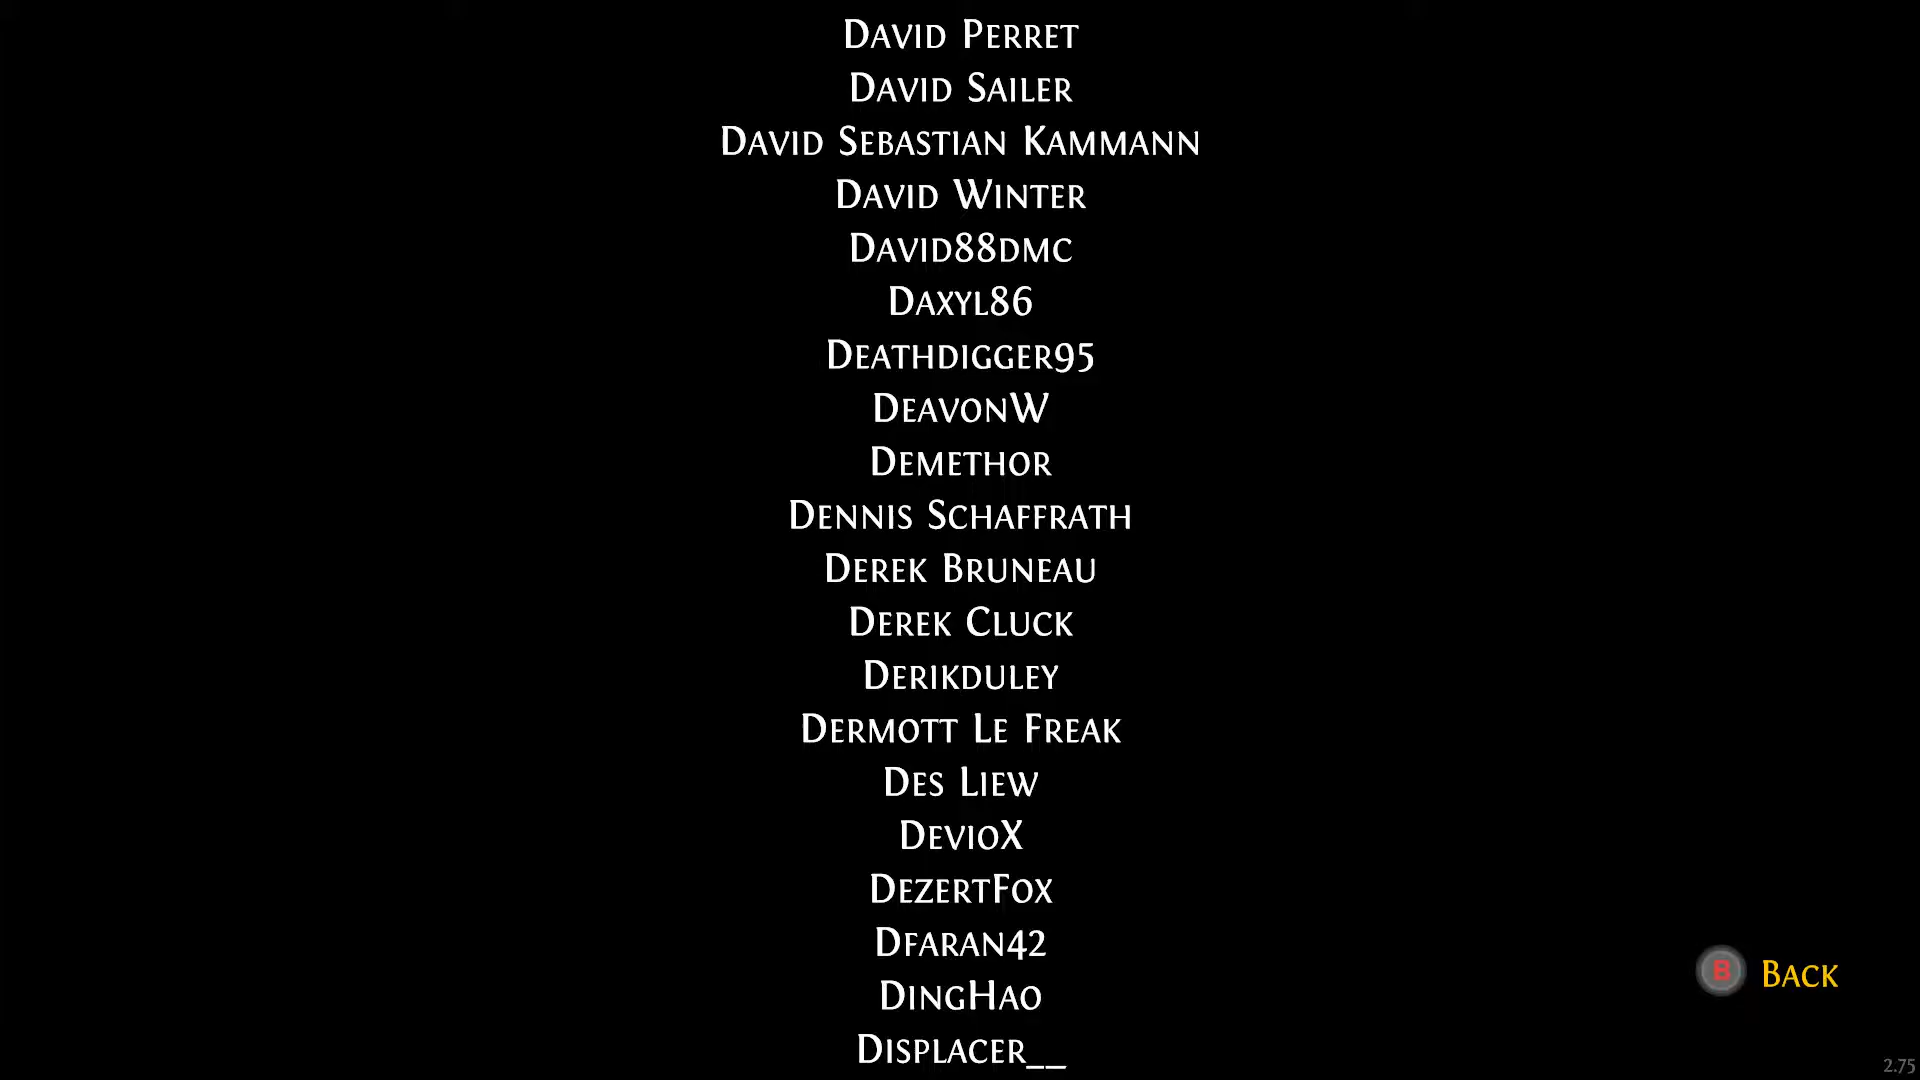 David Perret
David Sailer
David Sebastian Kammann
David Winter
David88dmc
Daxyl86
Deathdigger95
DeavonW
Demethor
Dennis Schaffrath
Derek Bruneau
Derek Cluck
Derikduley
Dermott Le Freak
Des Liew
DevioX
DezertFox
Dfaran42
DingHao
B Back
Displacer__
2.75